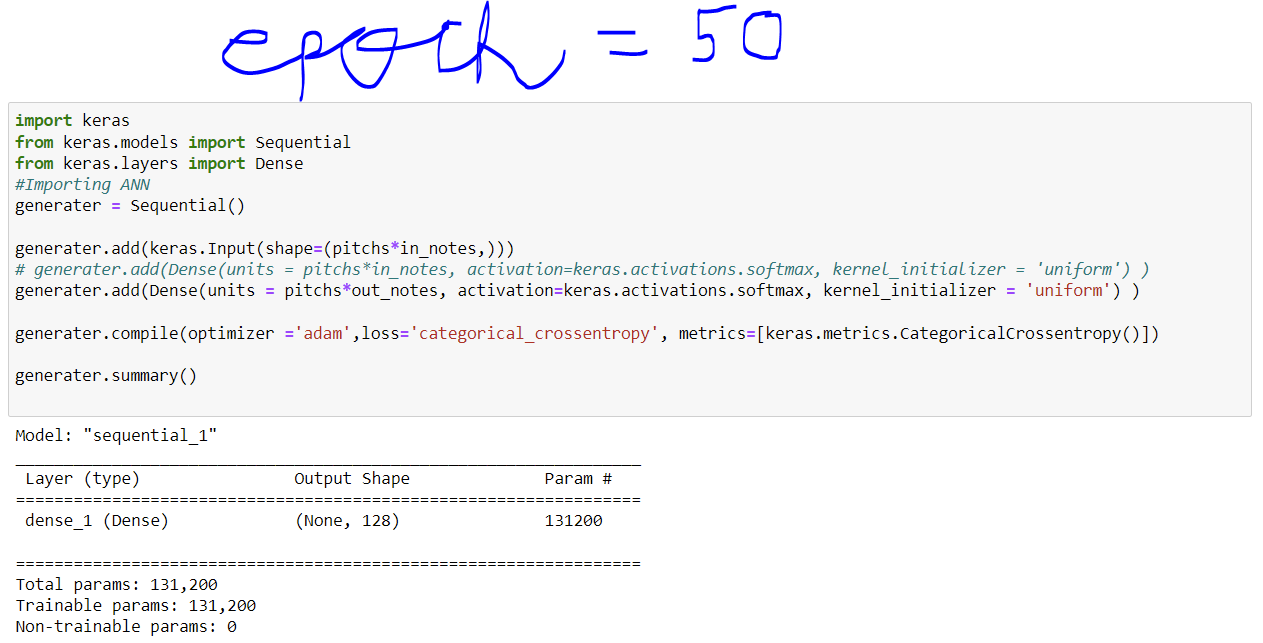 epoch = 50
import keras
from keras.models import Sequential
from keras.layers import Dense
#Importing ANN
generater = Sequential()
generater.add(keras.Input(shape=(pitchs*in_notes,)))
# generater.add(Dense(units = pitchs*in_notes, activation=keras.activations.softmax, kernel_initializer = 'uniform') )
generater.add(Dense(units = pitchs*out_notes, activation=keras.activations.softmax, kernel_initializer = 'uniform') )
generater.compile(optimizer ='adam',loss='categorical_crossentropy', metrics=[keras.metrics.CategoricalCrossentropy()])
generater.summary()
Model: "sequential_1"
Layer (type) Output Shape Param #
dense_1 (Dense) (None, 128) 131200
Total params: 131,200
Trainable params: 131,200
Non-trainable params: 0